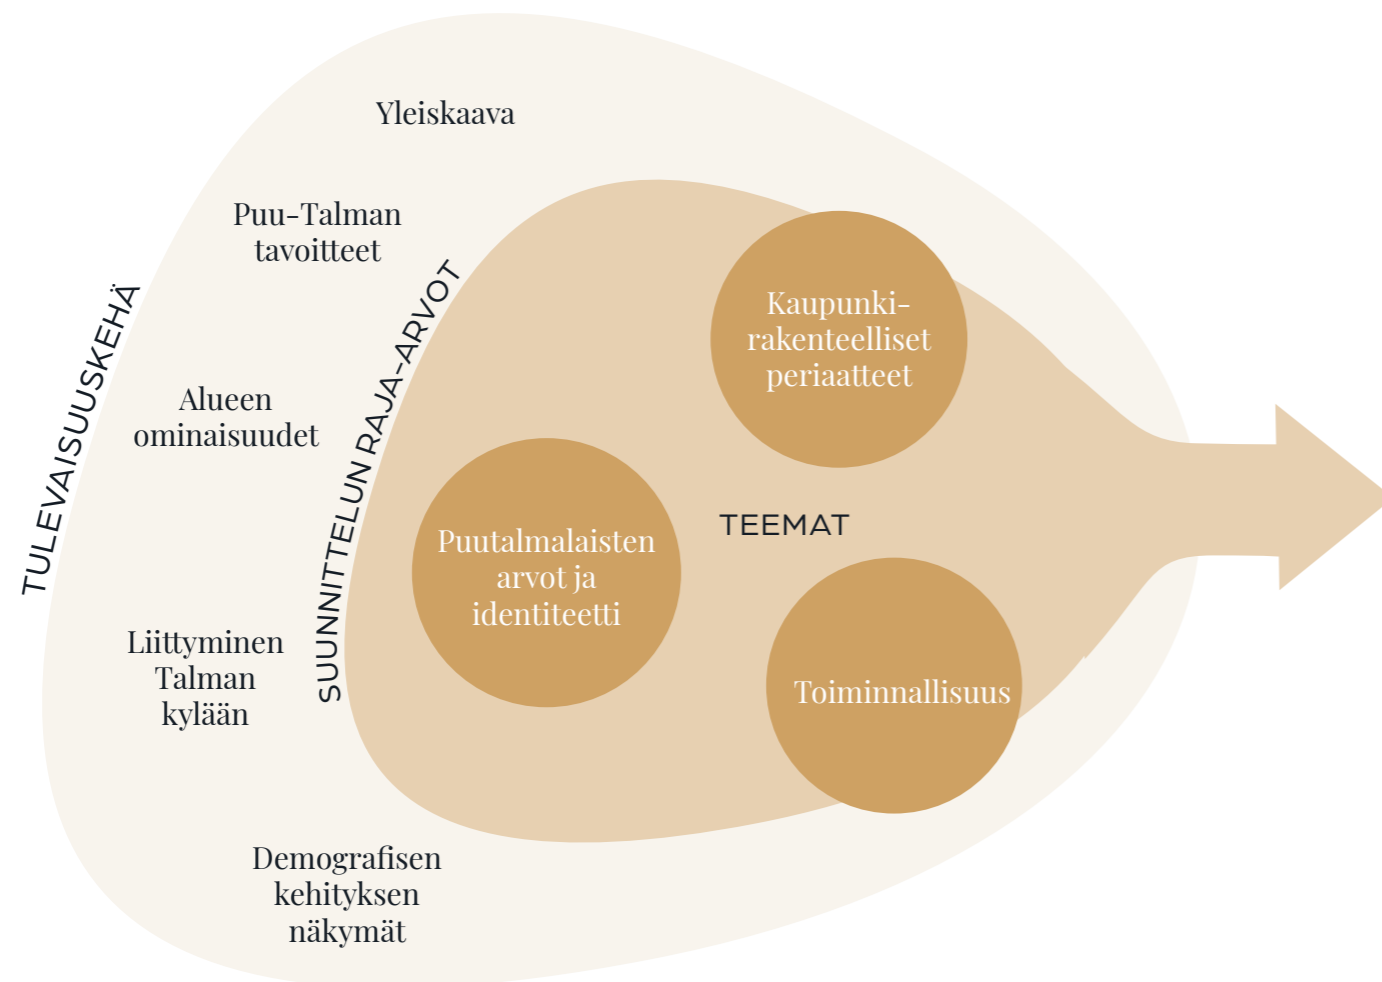 Yleiskaava
Puu-Talman
tavoitteet
TULEVAISUUSKEHÄ
SUUNNITTELUN RAJA-ARVOT
Alueen
ominaisuudet
Liittyminen
Talman
kylään
Demografisen
kehityksen
näkymät
Kaupunki-
rakenteelliset
periaatteet
TEEMAT
Puutalmalaisten
arvot ja
identiteetti
Toiminnallisuus